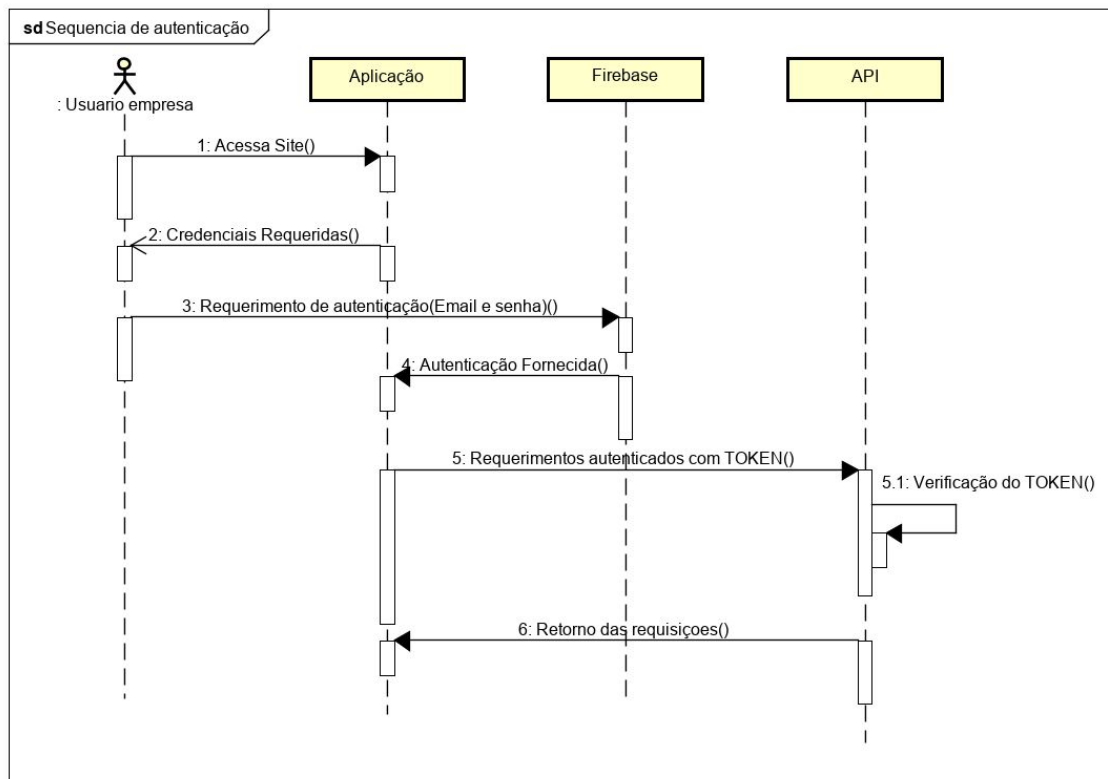 sd Sequencia de autenticação
: Usuario empresa
Aplicação
Firebase
API
1: Acessa Site()
2: Credenciais Requeridas()
3: Requerimento de autenticação(Email e senha)()
4: Autenticação Fornecida()
5: Requerimentos autenticados com TOKEN()
5.1: Verificação do TOKEN()
6: Retorno das requisiçoes()